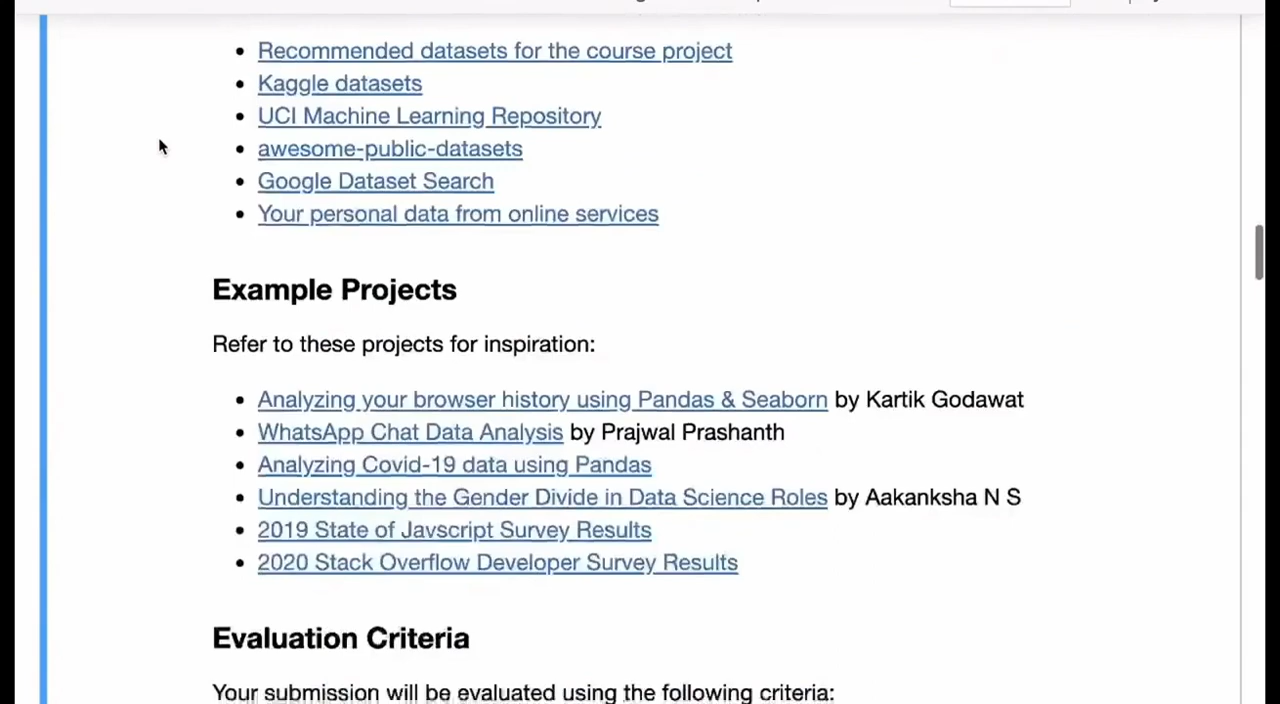 Recommended datasets for the course project
Kaggle datasets
UCI Machine Learning Repository
awesome-public-datasets
Google Dataset Search
Your personal data from online services
Example Projects
Refer to these projects for inspiration:
Analyzing your browser history using Pandas & Seaborn by Kartik Godawat
WhatsApp Chat Data Analysis by Prajwal Prashanth
Analyzing Covid-19 data using Pandas
Understanding the Gender Divide in Data Science Roles by Aakanksha N S
2019 State of Javscript Survey Results
2020 Stack Overflow Developer Survey Results
Evaluation Criteria
Your submission will be evaluated using the following criteria: